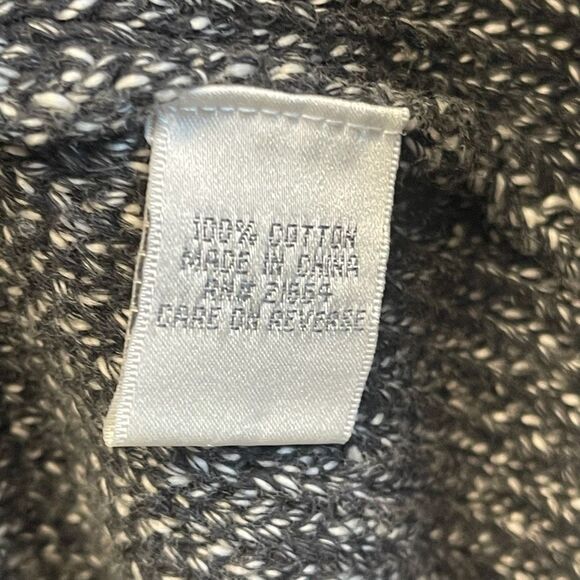 100% COTTON
MADE IN CHINA
RN# 21664
CARE ON REVERSE